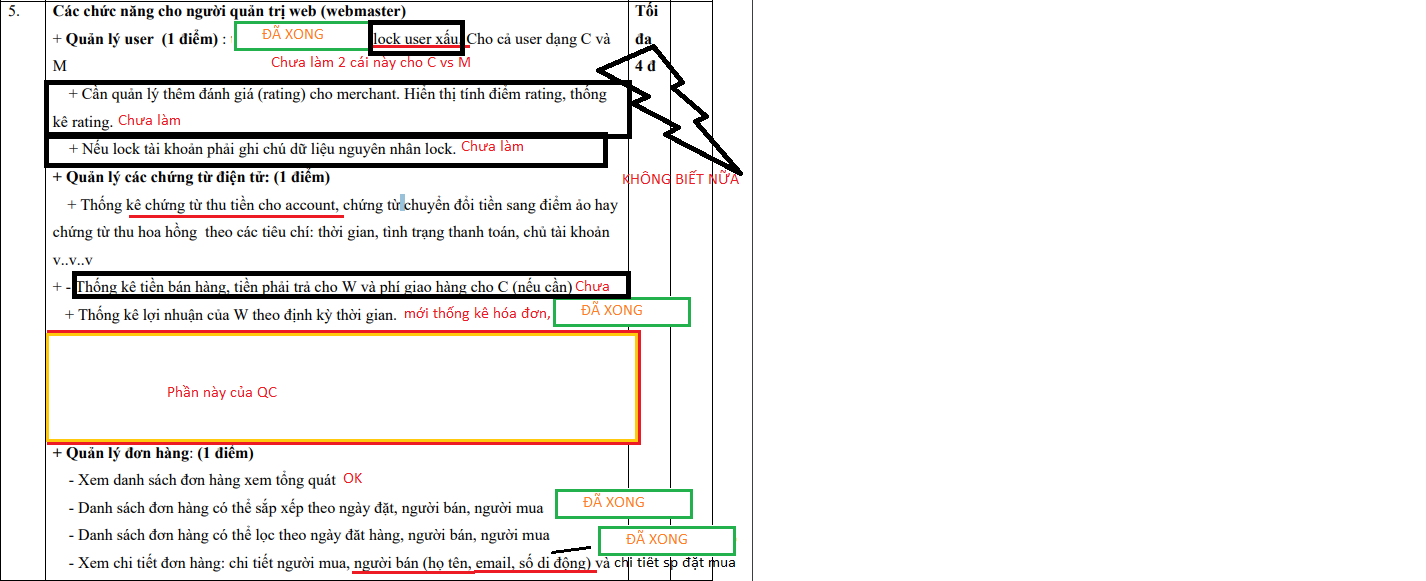 5. Các chức năng cho người quản trị web (webmaster) Tối
+ Quản lý user (1 điểm) : ĐÃ XONG lock user xấu. Cho cả user dạng C và đa
M Chưa làm 2 cái này cho C vs M 4 đ
+ Cần quản lý thêm đánh giá (rating) cho merchant. Hiển thị tính điểm rating, thống
kê rating. Chưa làm
+ Nếu lock tài khoản phải ghi chú dữ liệu nguyên nhân lock. Chưa làm
+ Quản lý các chứng từ điện tử: (1 điểm) KHÔNG BIẾT NỮA
+ Thống kê chứng từ thu tiền cho account, chứng từ chuyển đổi tiền sang điểm ảo hay
chứng từ thu hoa hồng theo các tiêu chí: thời gian, tình trạng thanh toán, chủ tài khoản
v..v..v
+ - Thống kê tiền bán hàng, tiền phải trả cho W và phí giao hàng cho C (nếu cần) Chưa
+ Thống kê lợi nhuận của W theo định kỳ thời gian. mới thống kê hóa đơn, ĐÃ XONG
Phần này của QC
+ Quản lý đơn hàng: (1 điểm)
- Xem danh sách đơn hàng xem tổng quát OK
- Danh sách đơn hàng có thể sắp xếp theo ngày đặt, người bán, người mua ĐÃ XONG
- Danh sách đơn hàng có thể lọc theo ngày đăt hàng, người bán, người mua ĐÃ XONG
- Xem chi tiết đơn hàng: chi tiết người mua, người bán (họ tên, email, số di động) và chi tiết sp đặt mua